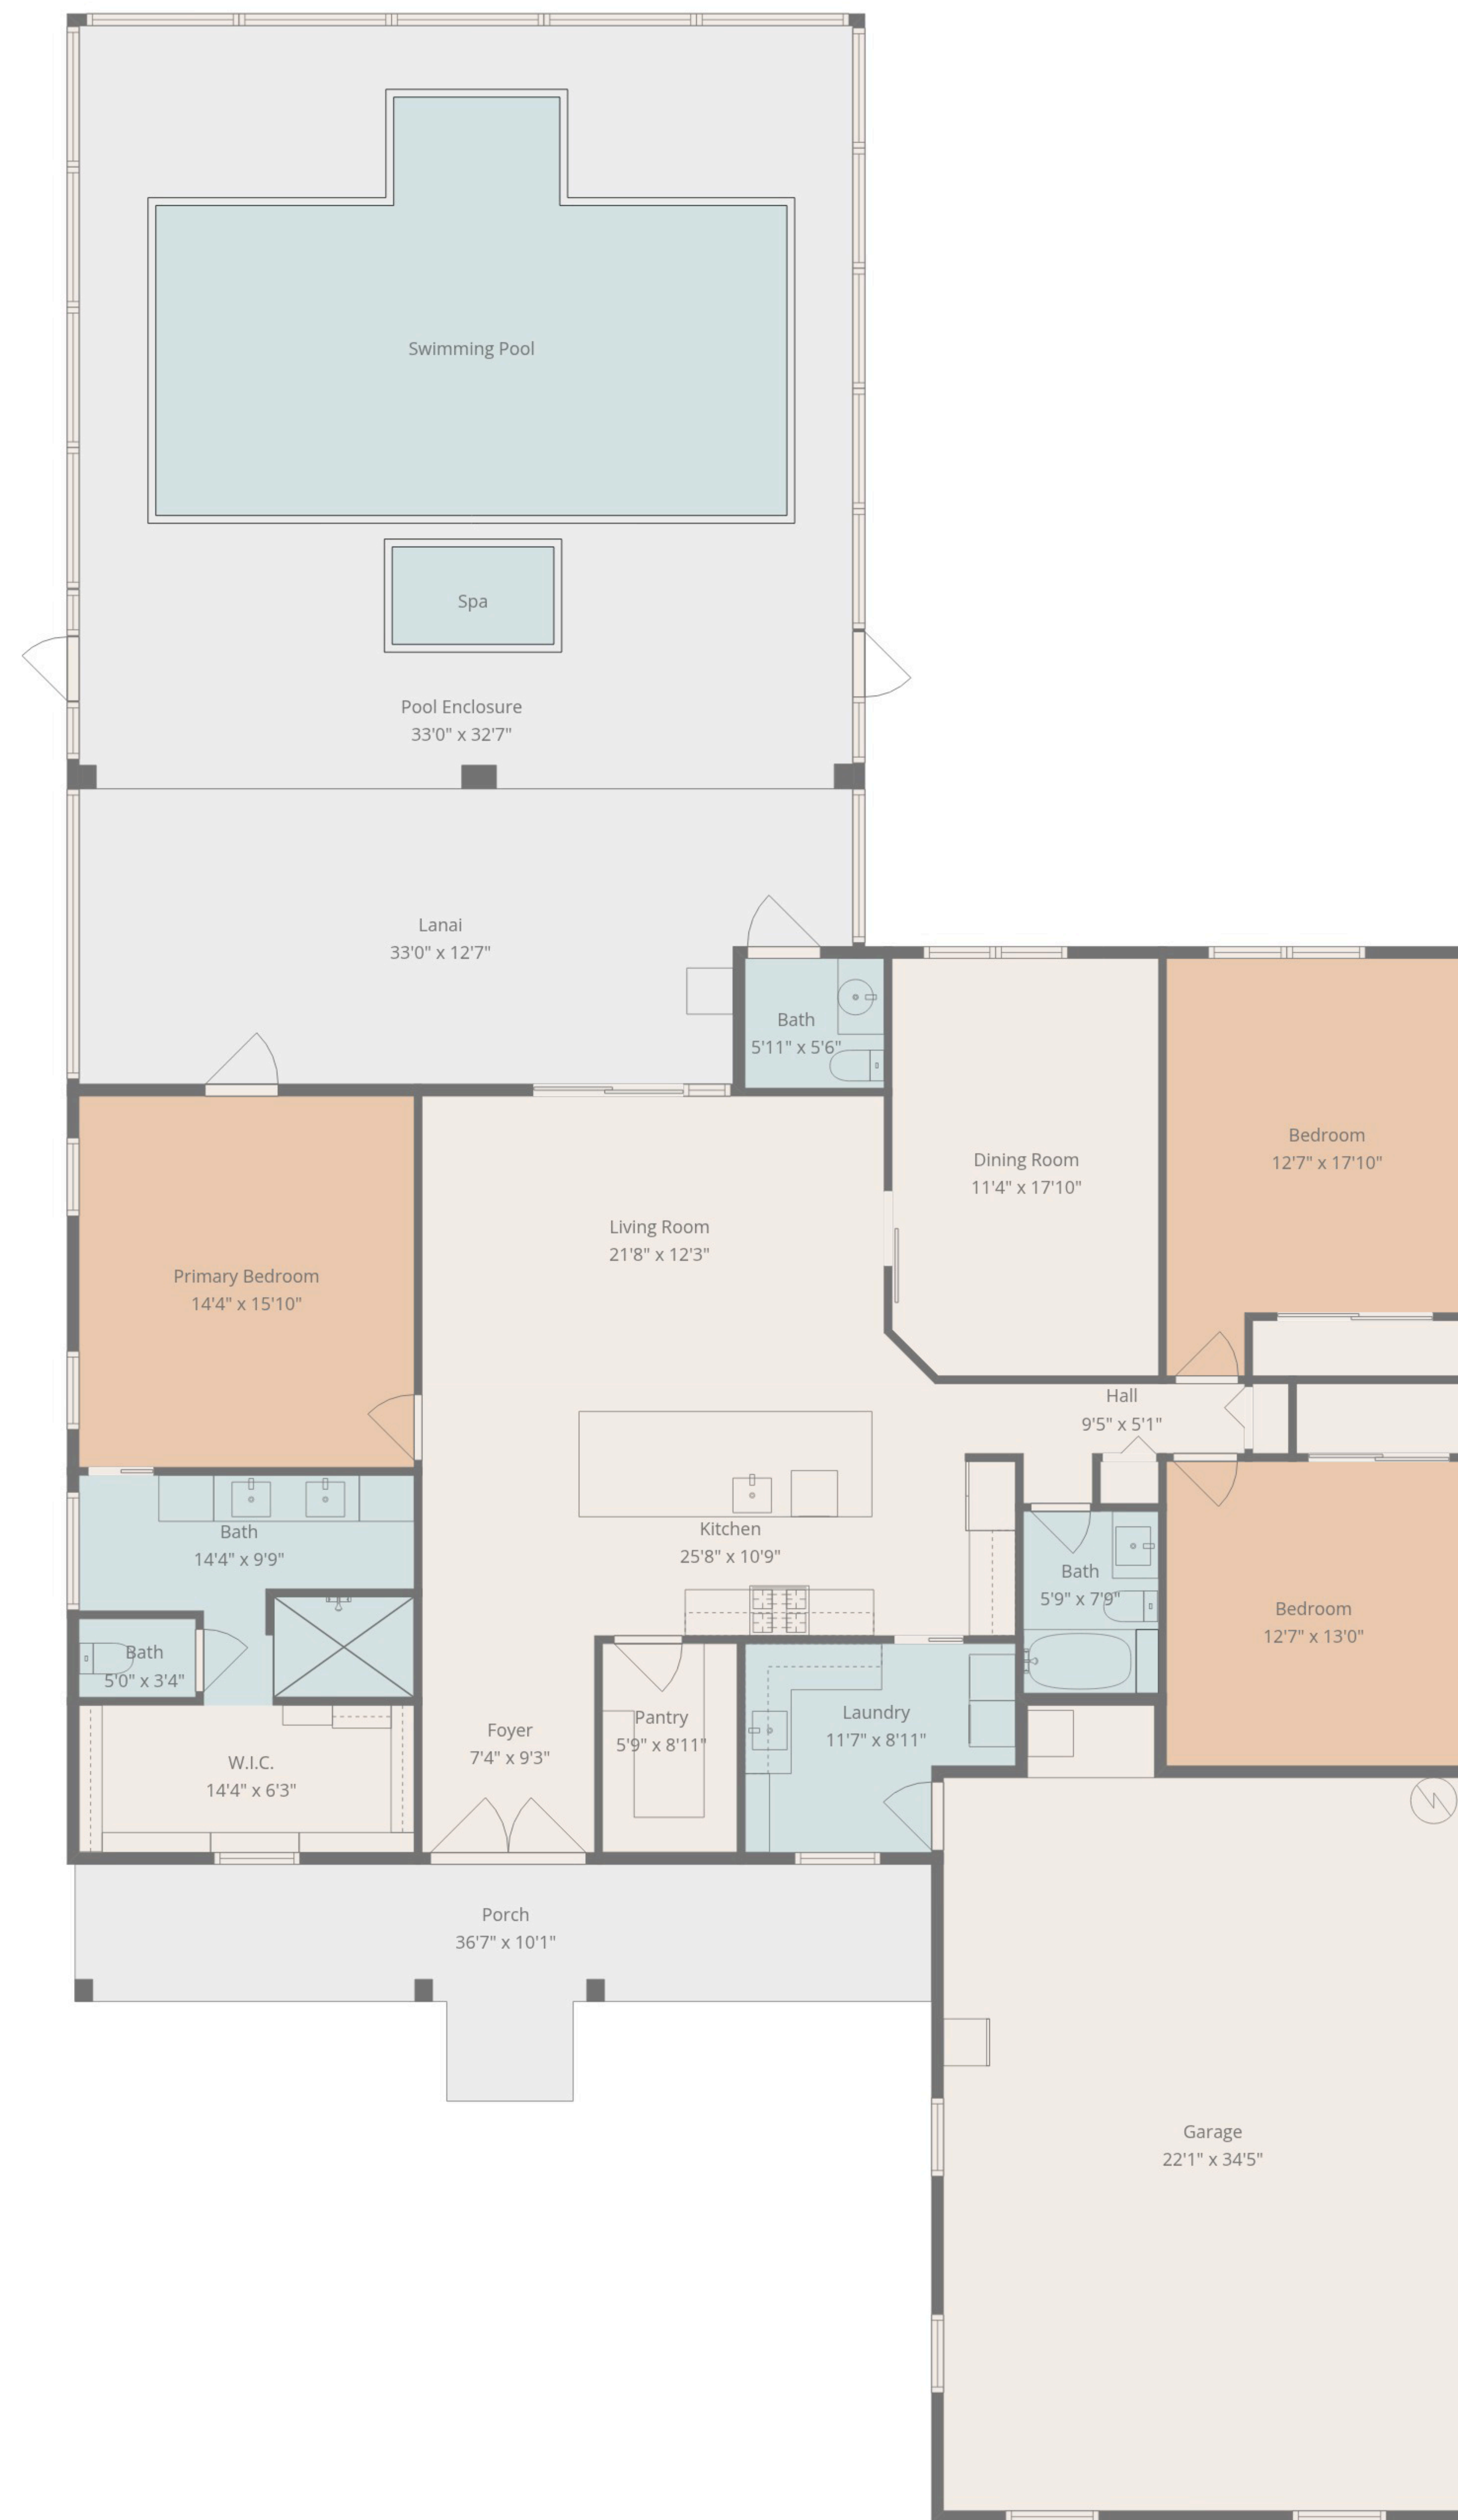 Swimming Pool
Spa
Pool Enclosure
33'0" x 32'7"
Lanai
33'0" x 12'7"
Bath
5'11" x 5'6"
Bedroom
12'7" x 17'10"
Dining Room
11'4" x 17'10"
Living Room
21'8" x 12'3"
Primary Bedroom
14'4" x 15'10"
Hall
9'5" x 5'1"
Kitchen
25'8" x 10'9"
Bath
14'4" x 9'9"
Bath
5'9" x 7'9"
Bedroom
12'7" x 13'0"
Bath
5'0" x 3'4"
Laundry
11'7" x 8'11"
Pantry
5'9" x 8'11"
Foyer
7'4" x 9'3"
W.I.C.
14'4" x 6'3"
Porch
36'7" x 10'1"
Garage
22'1" x 34'5"